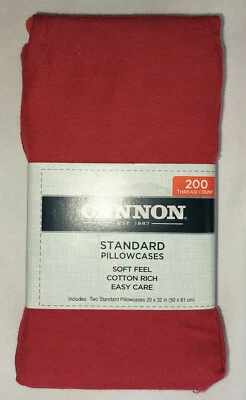 200
THREAD COUNT
CANNON
EST. 1887
STANDARD
PILLOWCASES
SOFT FEEL
COTTON RICH
EASY CARE
Includes: Two Standard Pillowcases 20 x 32 in (50 x 81 cm)